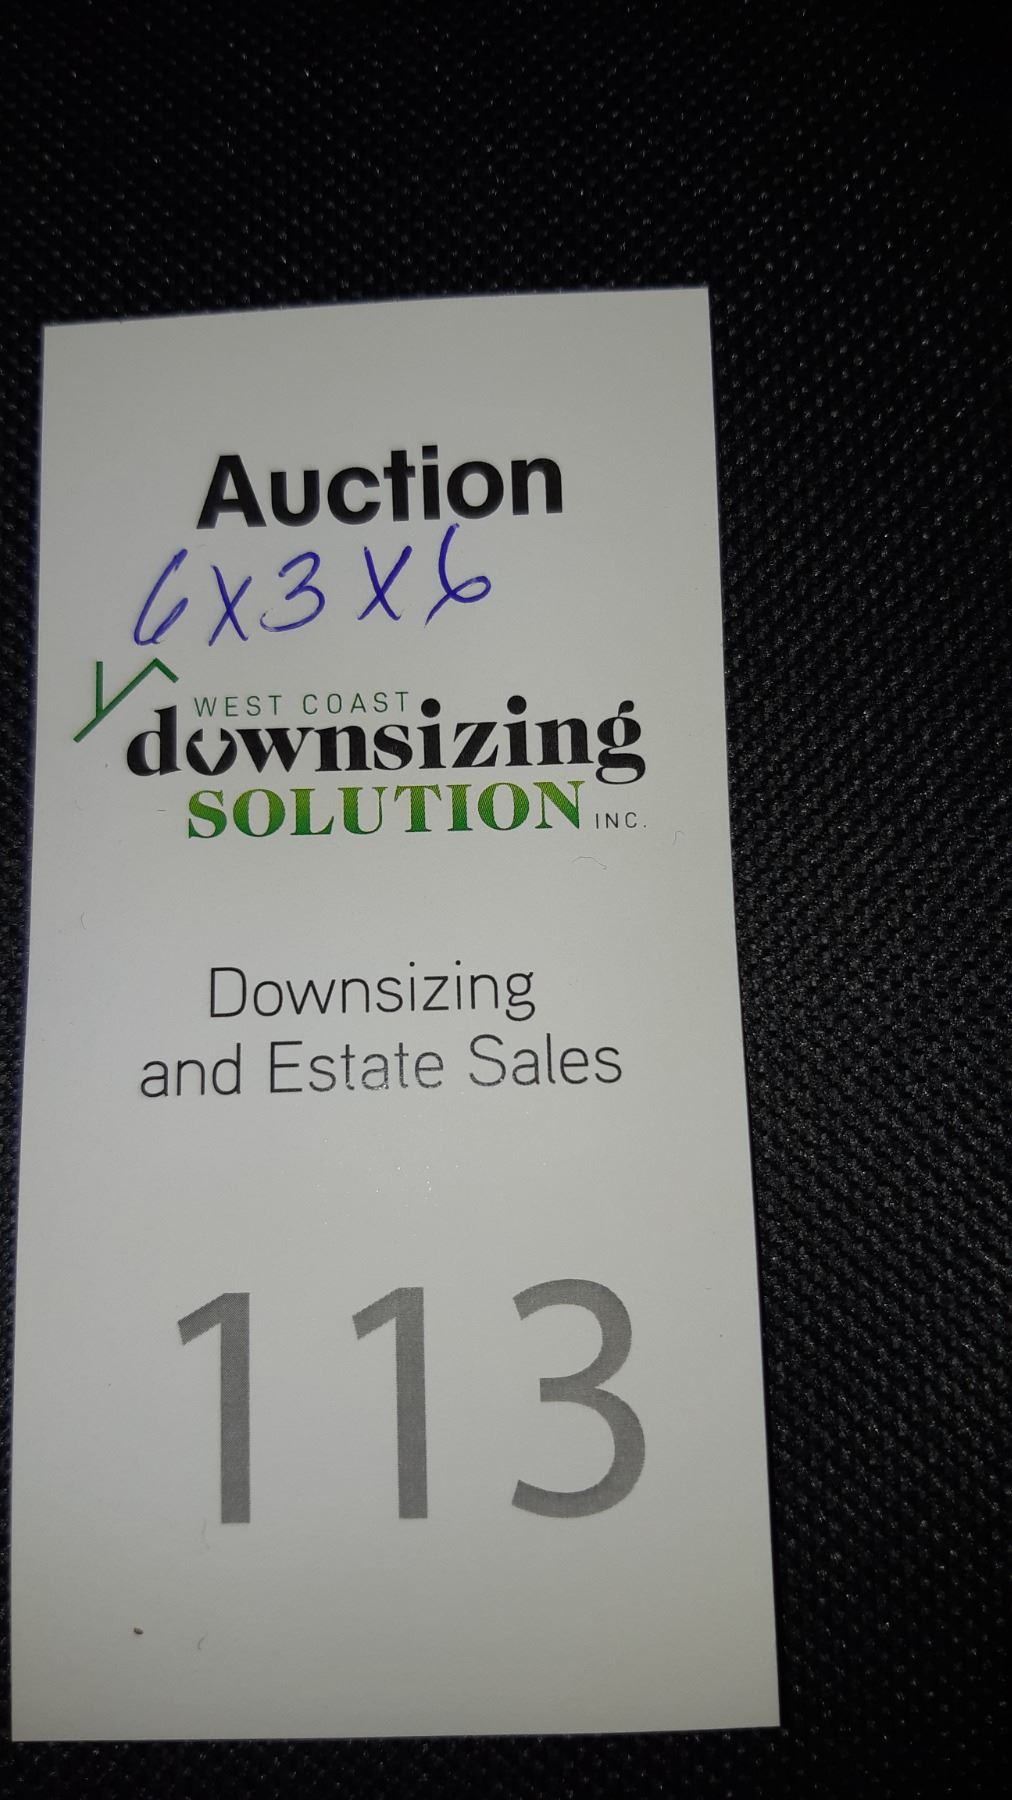 Auction
6x3x6
WEST COAST
downsizing
SOLUTION INC.
Downsizing
and Estate Sales
113